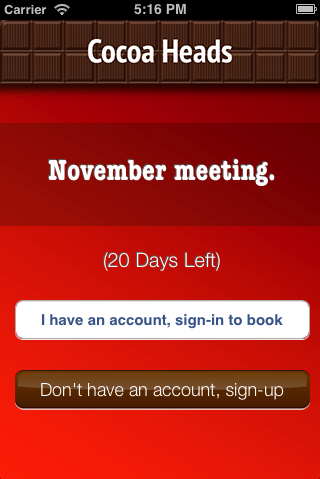 Carrier 5:16 PM
Cocoa Heads
November meeting.
(20 Days Left)
I have an account, sign-in to book
Don't have an account, sign-up